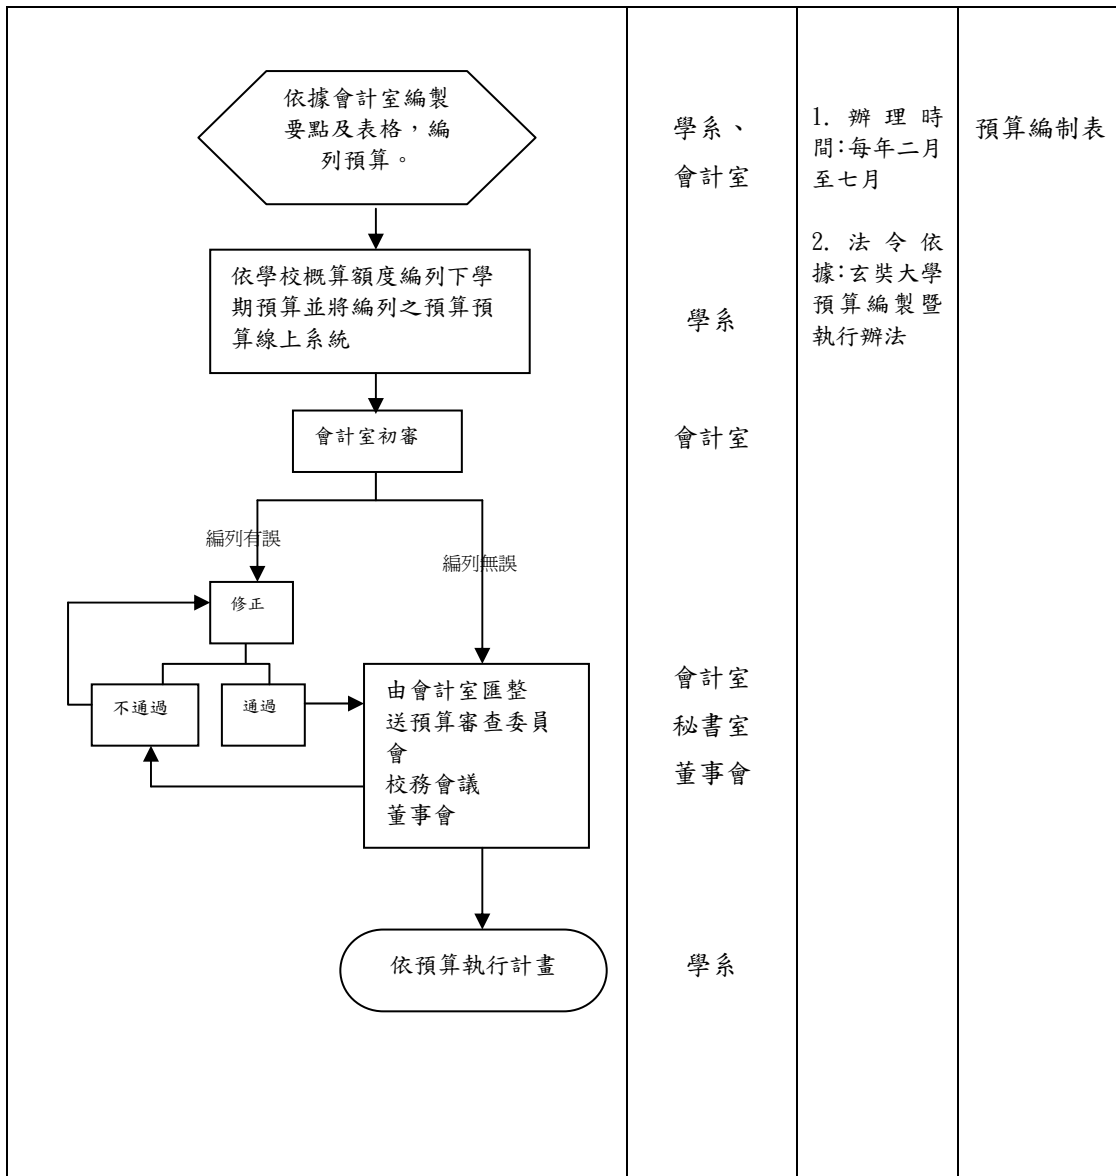 依據會計室編製
要點及表格，編
列預算。
依學校概算額度編列下學
期預算並將編列之預算預
算線上系統
會計室初審
編列有誤
編列無誤
修正
不通過
通過
由會計室匯整
送預算審查委員
會
校務會議
董事會
依預算執行計畫
學系、
會計室
學系
會計室
會計室
秘書室
董事會
學系
1. 辦理時
間:每年二月
至七月
2. 法令依
據:玄奘大學
預算編製暨
執行辦法
預算編制表